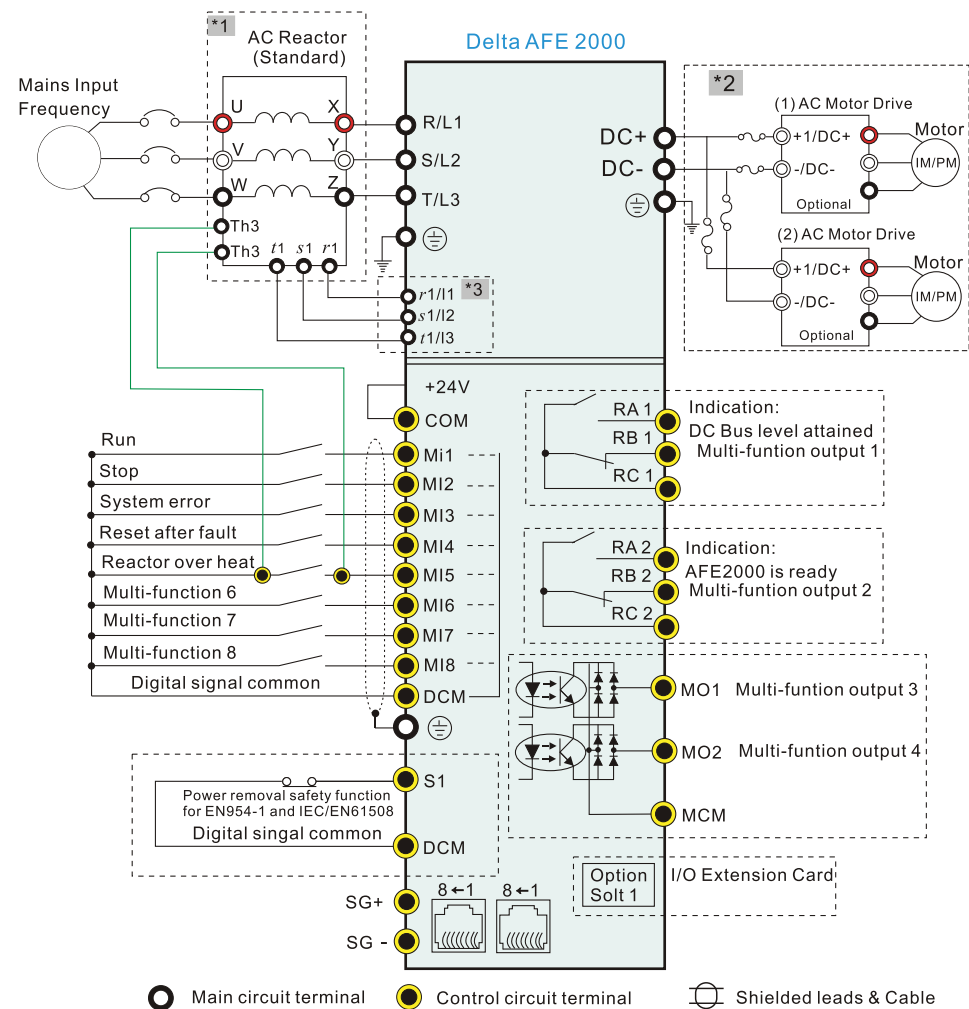 Delta AFE 2000
*1
AC Reactor
(Standard)
Mains Input
Frequency
U
X
V
Y
W
Z
Th3
Th3
t1
s1
r1
R/L1
S/L2
T/L3
*3
r1/l1
s1/l2
t1/l3
DC+
DC-
*2
(1) AC Motor Drive
+1/DC+
-/DC-
Optional
Motor
IM/PM
(2) AC Motor Drive
+1/DC+
-/DC-
Optional
Motor
IM/PM
+24V
COM
Run
Mi1
Stop
MI2
System error
MI3
Reset after fault
MI4
Reactor over heat
MI5
Multi-function 6
MI6
Multi-function 7
MI7
Multi-function 8
MI8
Digital signal common
DCM
RA 1
RB 1
RC 1
Indication:
DC Bus level attained
Multi-funtion output 1
RA 2
RB 2
RC 2
Indication:
AFE2000 is ready
Multi-funtion output 2
MO1
Multi-funtion output 3
MO2
Multi-funtion output 4
MCM
S1
Power removal safety function
for EN954-1 and IEC/EN61508
Digital singal common
DCM
SG+
SG -
8←1
8←1
Option
Solt 1
I/O Extension Card
Main circuit terminal
Control circuit terminal
Shielded leads & Cable